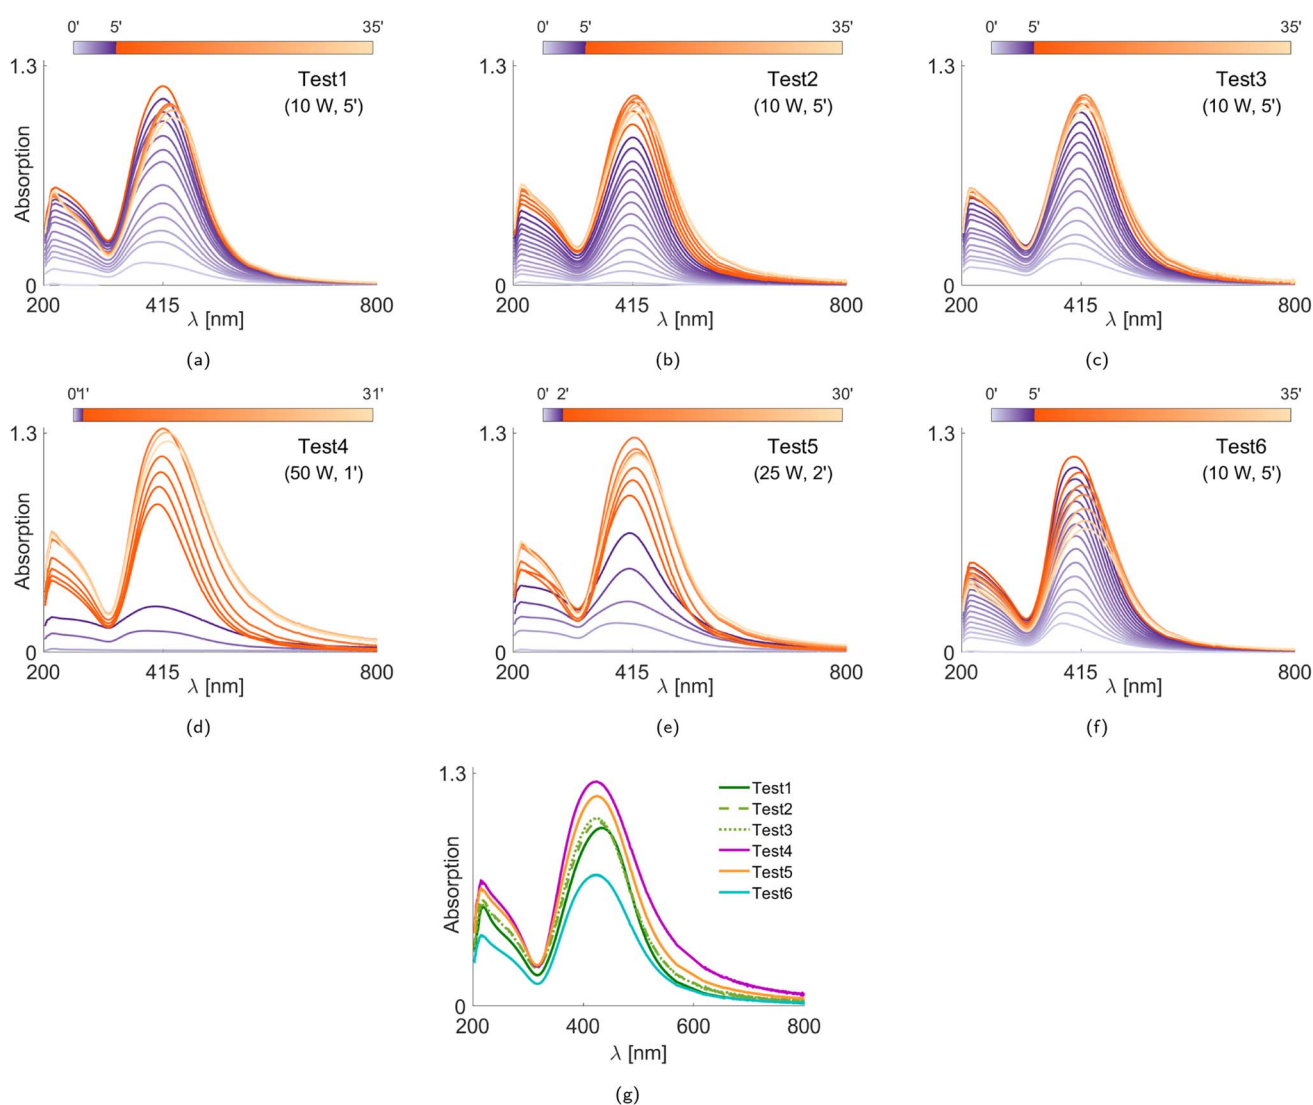 0' 5' 35'
1.3
Test1
(10 W, 5')
Absorption
0
200 415 800
λ [nm]
(a)
0' 5' 35'
1.3
Test2
(10 W, 5')
0
200 415 800
λ [nm]
(b)
0' 5' 35'
1.3
Test3
(10 W, 5')
0
200 415 800
λ [nm]
(c)
0' 1' 31'
1.3
Test4
(50 W, 1')
Absorption
0
200 415 800
λ [nm]
(d)
0' 2' 30'
1.3
Test5
(25 W, 2')
0
200 415 800
λ [nm]
(e)
0' 5' 35'
1.3
Test6
(10 W, 5')
0
200 415 800
λ [nm]
(f)
1.3
Test1
Test2
Test3
Test4
Test5
Test6
Absorption
0
200 400 600 800
λ [nm]
(g)